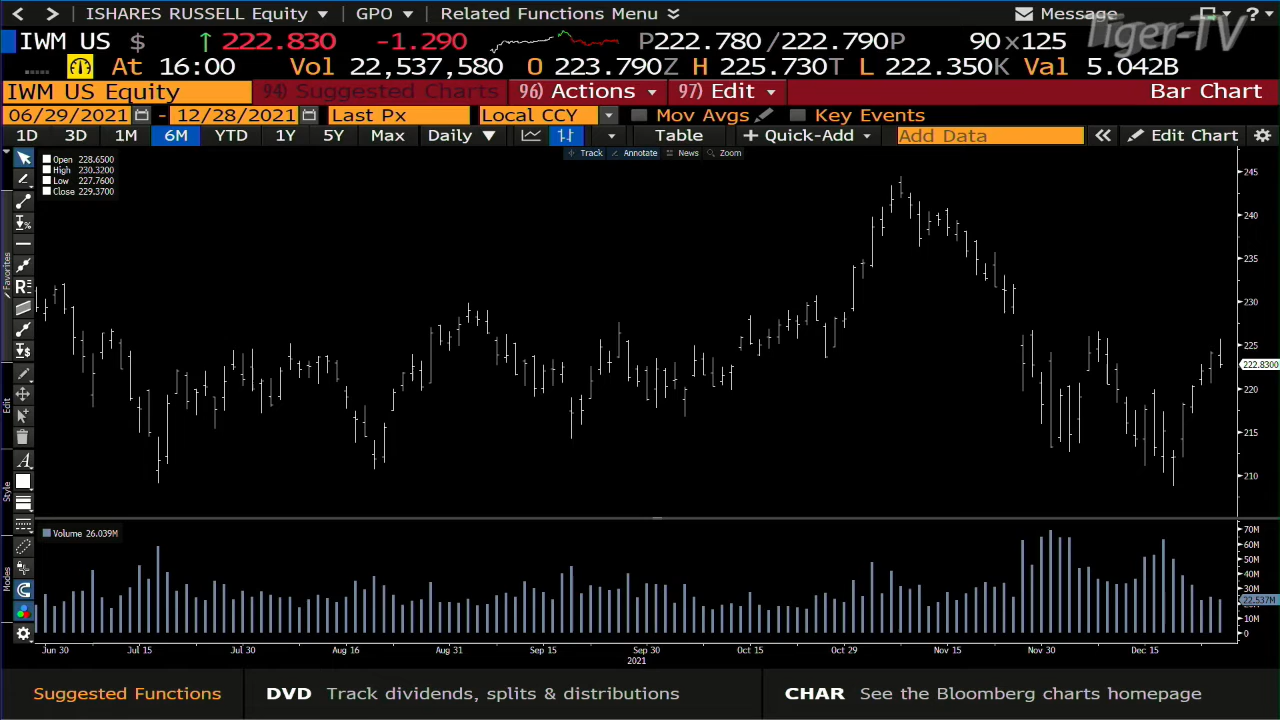 ISHARES RUSSELL Equity GPO Related Functions Menu Message ?
Tiger-TV
IWM US $ ↑ 222.830 -1.290 P222.780 /222.790P 90x125
At 16:00 Vol 22,537,580 O 223.790Z H 225.730T L 222.350K Val 5.042B
IWM US Equity 94) Suggested Charts 96) Actions 97) Edit Bar Chart
06/29/2021 - 12/28/2021 Last Px Local CCY Mov Avgs Key Events
1D 3D 1M 6M YTD 1Y 5Y Max Daily ▼ Table + Quick-Add Add Data « Edit Chart
Track Annotate News Zoom
Open 228.6500
High 230.3200
Low 227.7600
Close 229.3700
245
240
235
230
225
222.8300
220
215
210
Favorites
Edit
Style
Modes
Volume 26.039M
70M
60M
50M
40M
30M
22.537M
10M
0
Jun 30 Jul 15 Jul 30 Aug 16 Aug 31 Sep 15 Sep 30 Oct 15 Oct 29 Nov 15 Nov 30 Dec 15
2021
Suggested Functions DVD Track dividends, splits & distributions CHAR See the Bloomberg charts homepage